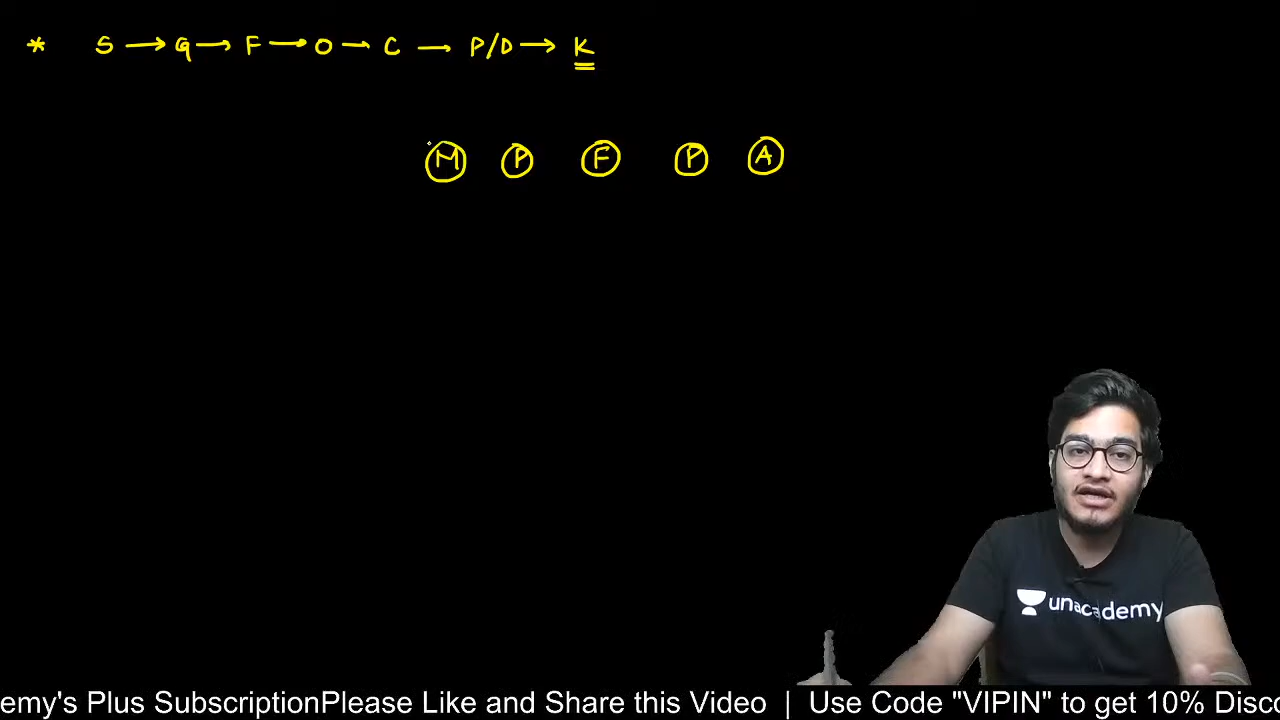 * S → G → F → O → C → P/D → K
M P F P A
unacademy
emy's Plus SubscriptionPlease Like and Share this Video | Use Code "VIPIN" to get 10% Disco